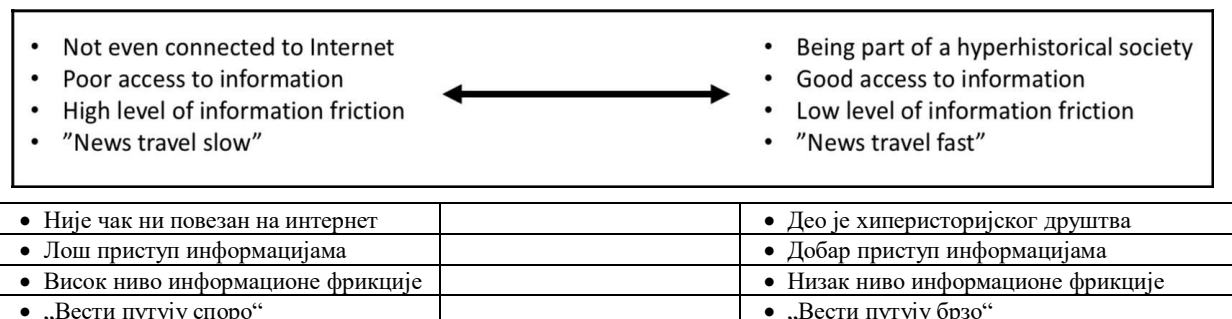 • Not even connected to Internet
• Poor access to information
• High level of information friction
• ”News travel slow”
• Being part of a hyperhistorical society
• Good access to information
• Low level of information friction
• ”News travel fast”
• Није чак ни повезан на интернет
• Део је хиперисторијског друштва
• Лош приступ информацијама
• Добар приступ информацијама
• Висок ниво информационе фрикције
• Низак ниво информационе фрикције
• „Вести путују споро“
• „Вести путују брзо“